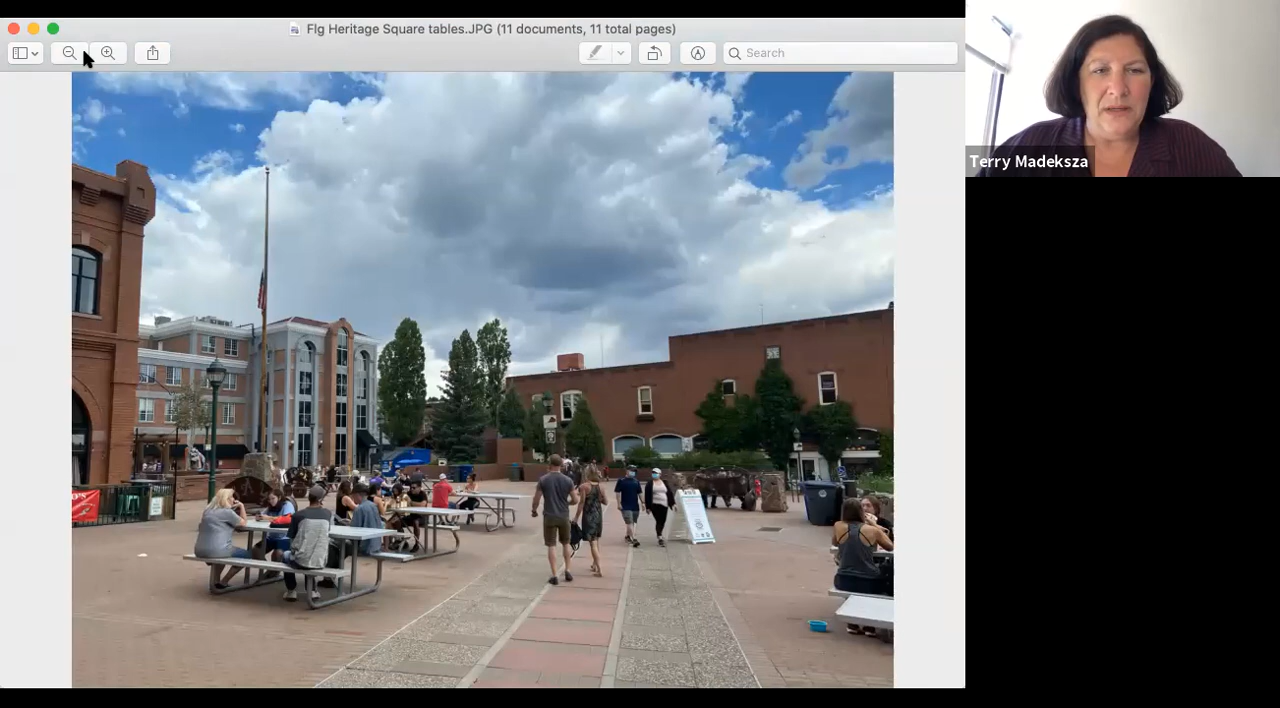 Flg Heritage Square tables.JPG (11 documents, 11 total pages)
Search
Terry Madeksza